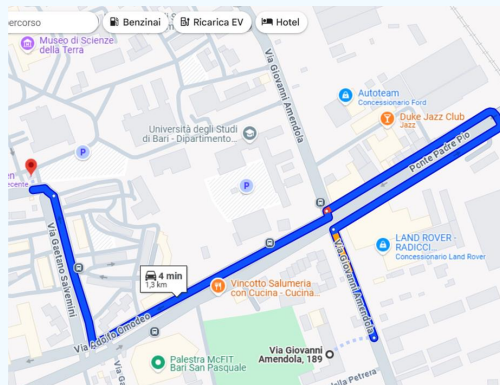 percorso
Benzinai
Ricarica EV
Hotel
Museo di Scienze
della Terra
Via Giovanni Amendola
Autoteam
Concessionario Ford
Duke Jazz Club
Jazz
Università degli Studi
di Bari - Dipartimento...
P
Ponte Padre Pio
P
Via Gaetano Salvemini
LAND ROVER -
RADICCI...
Concessionario Land Rover
Via Giovanni Amendola
4 min
1,3 km
Vincotto Salumeria
con Cucina - Cucina...
Via Adolfo Omodeo
Palestra McFIT
Bari San Pasquale
Via Giovanni
Amendola, 189